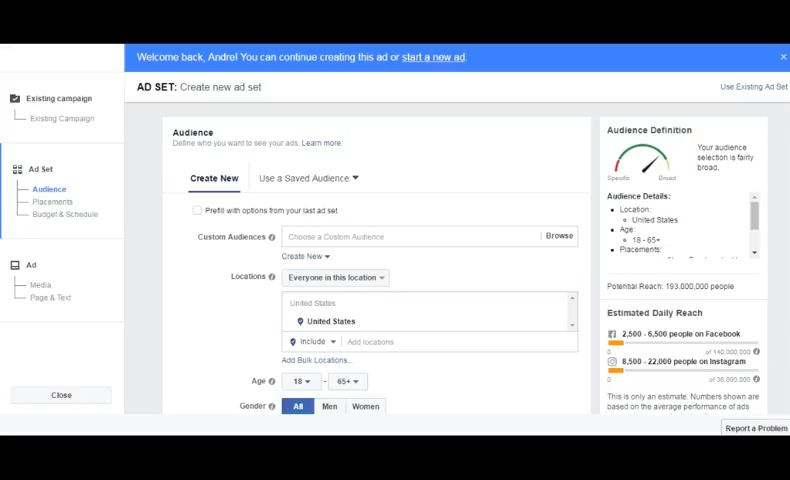 Welcome back, Andre! You can continue creating this ad or start a new ad.
AD SET: Create new ad set
Use Existing Ad Set
Existing campaign
Existing Campaign
Ad Set
Audience
Placements
Budget & Schedule
Ad
Media
Page & Text
Close
Audience
Define who you want to see your ads. Learn more.
Create New
Use a Saved Audience
Prefill with options from your last ad set
Custom Audiences
Choose a Custom Audience
Browse
Create New
Locations
Everyone in this location
United States
United States
Include
Add locations
Add Bulk Locations...
Age
18 - 65+
Gender
All Men Women
Audience Definition
Your audience
selection is fairly
broad.
Specific Broad
Audience Details:
Location:
United States
Age:
18 - 65+
Placements:
Potential Reach: 193,000,000 people
Estimated Daily Reach
2,500 - 6,500 people on Facebook
0 of 140,000,000
8,500 - 22,000 people on Instagram
0 of 36,000,000
This is only an estimate. Numbers shown are
based on the average performance of ads
Report a Problem